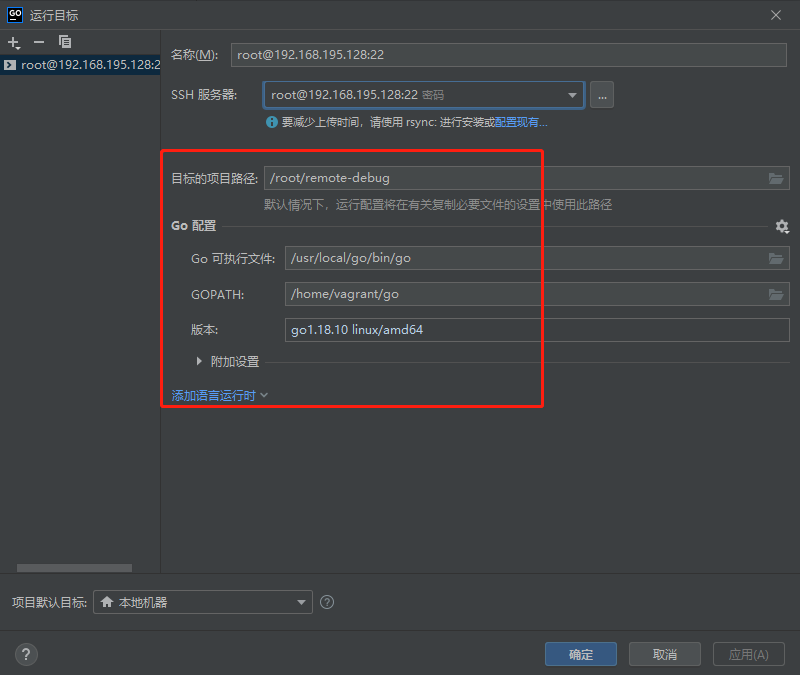 GO 运行目标
root@192.168.195.128:2
名称(M): root@192.168.195.128:22
SSH 服务器: root@192.168.195.128:22 密码 ...
要减少上传时间，请使用 rsync: 进行安装或配置现有...
目标的项目路径: /root/remote-debug
默认情况下，运行配置将在有关复制必要文件的设置中使用此路径
Go 配置
Go 可执行文件: /usr/local/go/bin/go
GOPATH: /home/vagrant/go
版本: go1.18.10 linux/amd64
附加设置
添加语言运行时
项目默认目标: 本地机器 ?
? 确定 取消 应用(A)